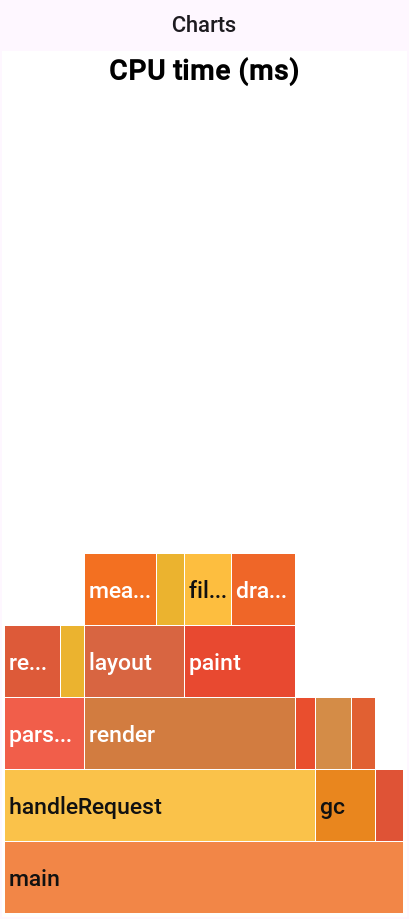 Charts
CPU time (ms)
mea...
fil...
dra...
re...
layout
paint
pars...
render
handleRequest
gc
main